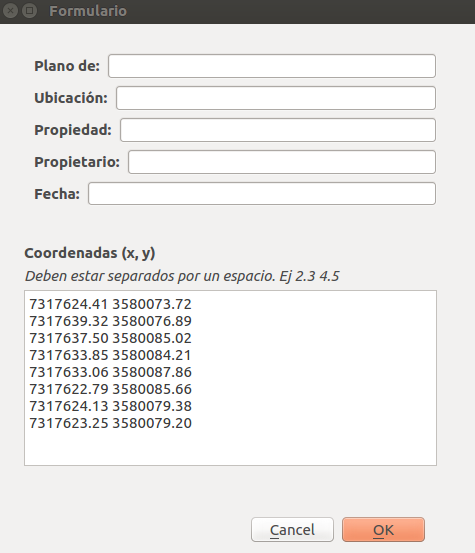 Formulario
Plano de:
Ubicación:
Propiedad:
Propietario:
Fecha:
Coordenadas (x, y)
Deben estar separados por un espacio. Ej 2.3 4.5
7317624.41 3580073.72
7317639.32 3580076.89
7317637.50 3580085.02
7317633.85 3580084.21
7317633.06 3580087.86
7317622.79 3580085.66
7317624.13 3580079.38
7317623.25 3580079.20
Cancel OK